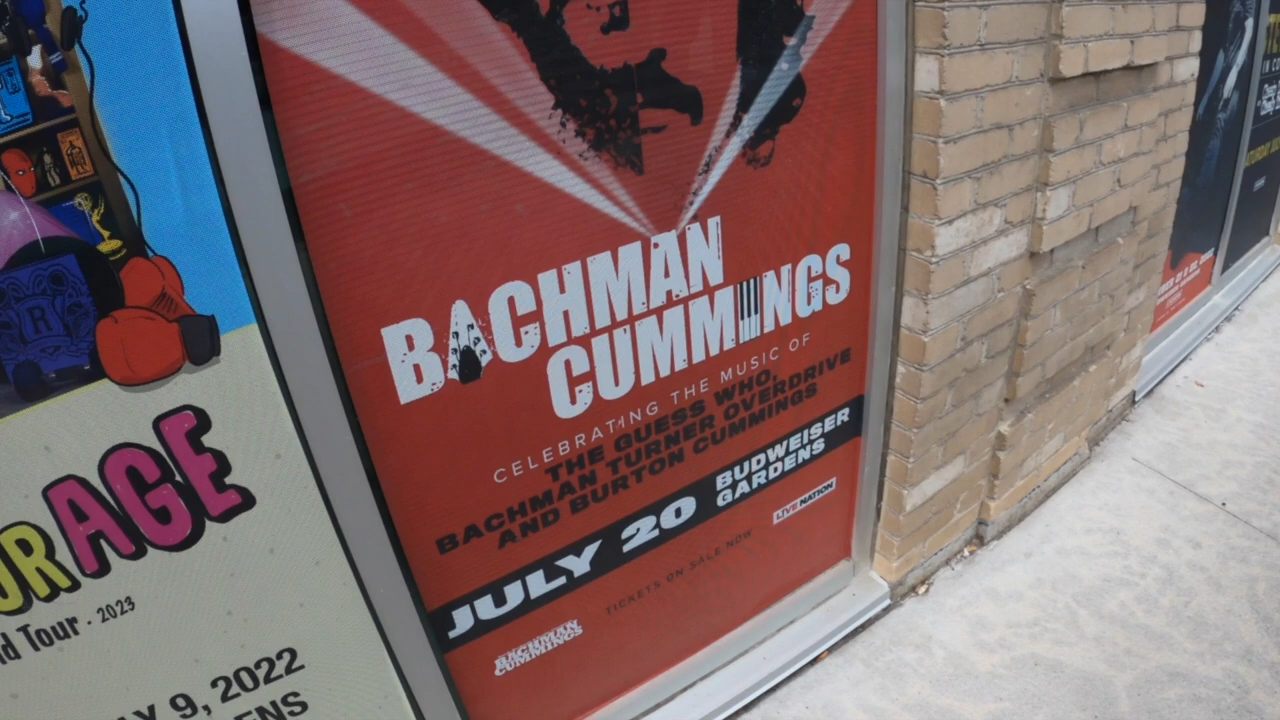 R
RAGE
ld Tour · 2023
Y 9, 2022
ENS
BACHMAN
CUMMINGS
CELEBRATING THE MUSIC OF
THE GUESS WHO,
BACHMAN TURNER OVERDRIVE
AND BURTON CUMMINGS
JULY 20
BUDWEISER
GARDENS
LIVE NATION
TICKETS ON SALE NOW
BACHMAN
CUMMINGS